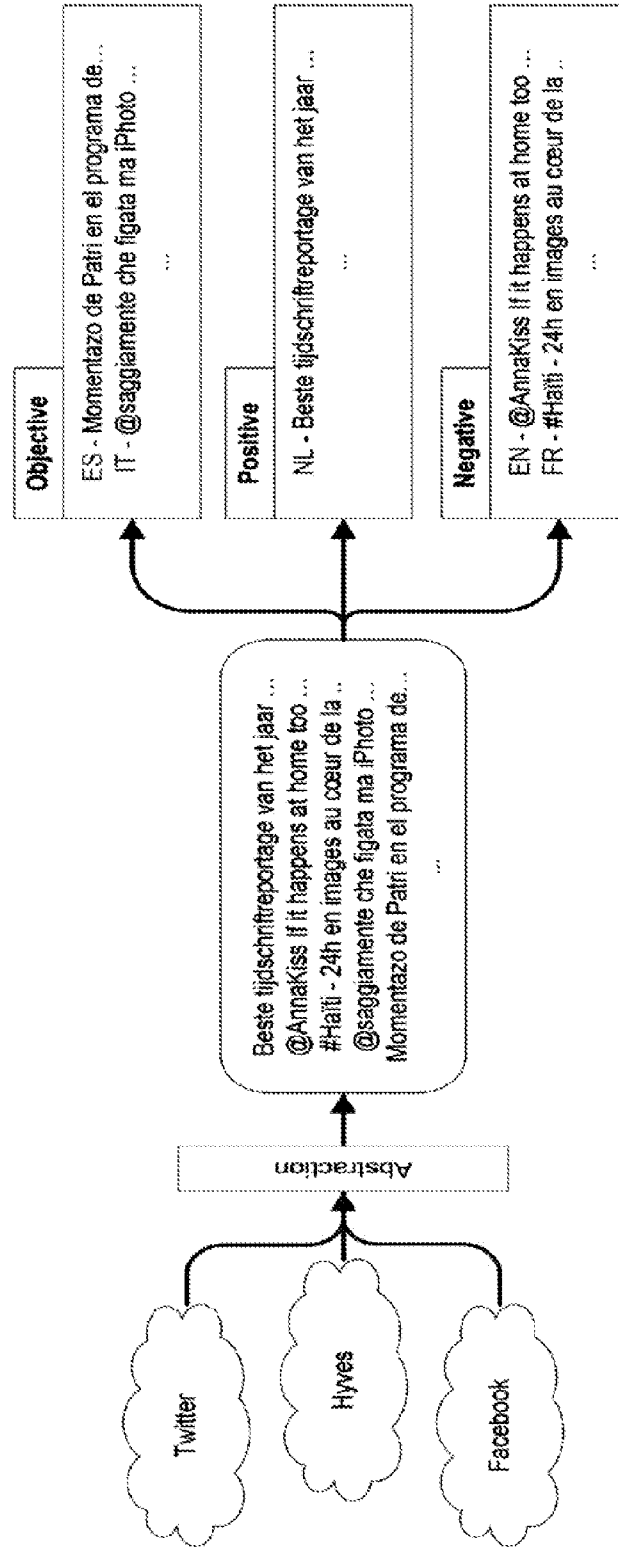 Twitter
Hyves
Facebook
Abstraction
Beste tijdschriftreportage van het jaar ...
@AnnaKiss If it happens at home too ...
#Haïti - 24h en images au cœur de la ..
@saggiamente che figata ma iPhoto ...
Momentazo de Patri en el programa de...
...
Objective
ES - Momentazo de Patri en el programa de...
IT - @saggiamente che figata ma iPhoto ...
...
Positive
NL - Beste tijdschriftreportage van het jaar ...
...
Negative
EN - @AnnaKiss If it happens at home too ...
FR - #Haïti - 24h en images au cœur de la ..
...